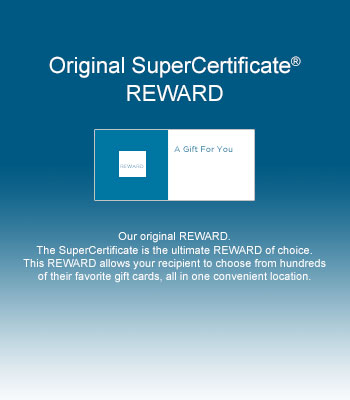 Original SuperCertificate®
REWARD
A Gift For You
REWARD
Our original REWARD.
The SuperCertificate is the ultimate REWARD of choice.
This REWARD allows your recipient to choose from hundreds
of their favorite gift cards, all in one convenient location.